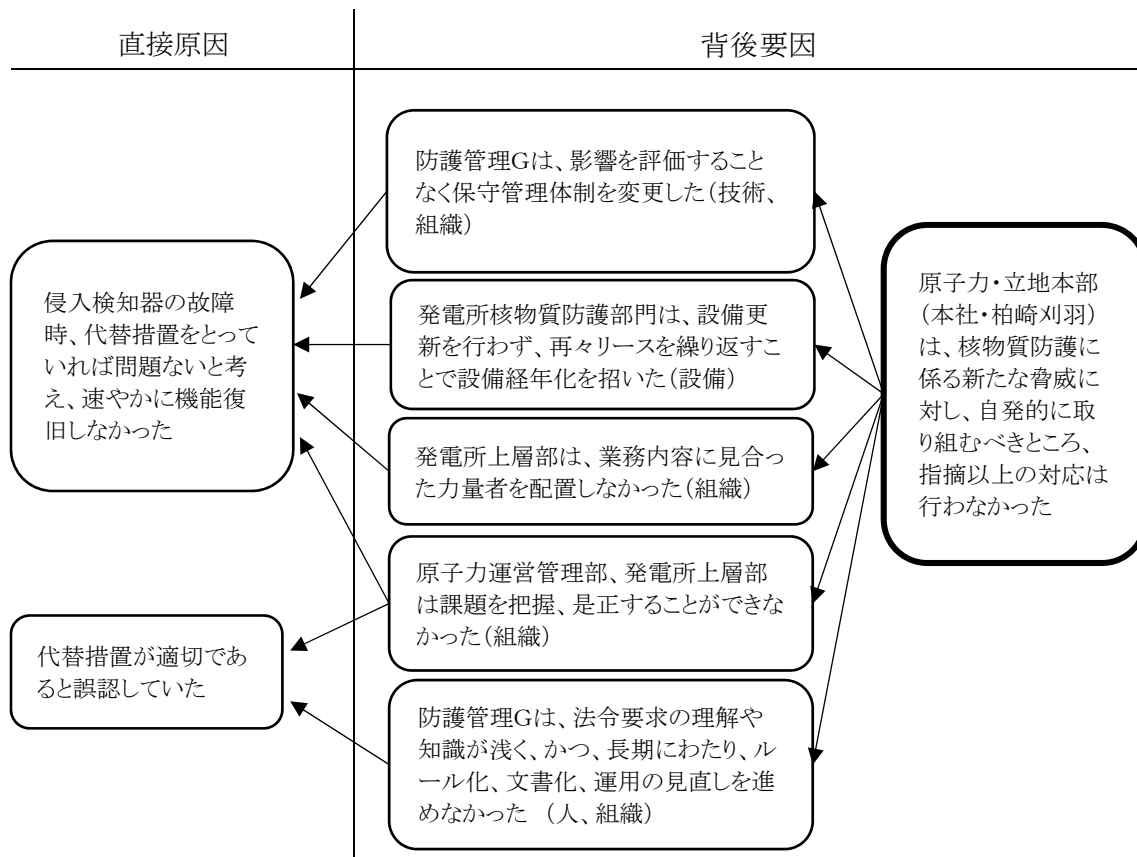 直接原因
背後要因
防護管理Gは、影響を評価すること
なく保守管理体制を変更した(技術、
組織)
侵入検知器の故障
時、代替措置をとって
いれば問題ないと考
え、速やかに機能復
旧しなかった
発電所核物質防護部門は、設備更
新を行わず、再々リースを繰り返すこ
とで設備経年化を招いた(設備)
発電所上層部は、業務内容に見合っ
た力量者を配置しなかった(組織)
原子力運営管理部、発電所上層部
は課題を把握、是正することができな
かった(組織)
代替措置が適切であ
ると誤認していた
防護管理Gは、法令要求の理解や
知識が浅く、かつ、長期にわたり、ル
ール化、文書化、運用の見直しを進
めなかった (人、組織)
原子力・立地本部
(本社・柏崎刈羽)
は、核物質防護に
係る新たな脅威に
対し、自発的に取
り組むべきところ、
指摘以上の対応は
行わなかった